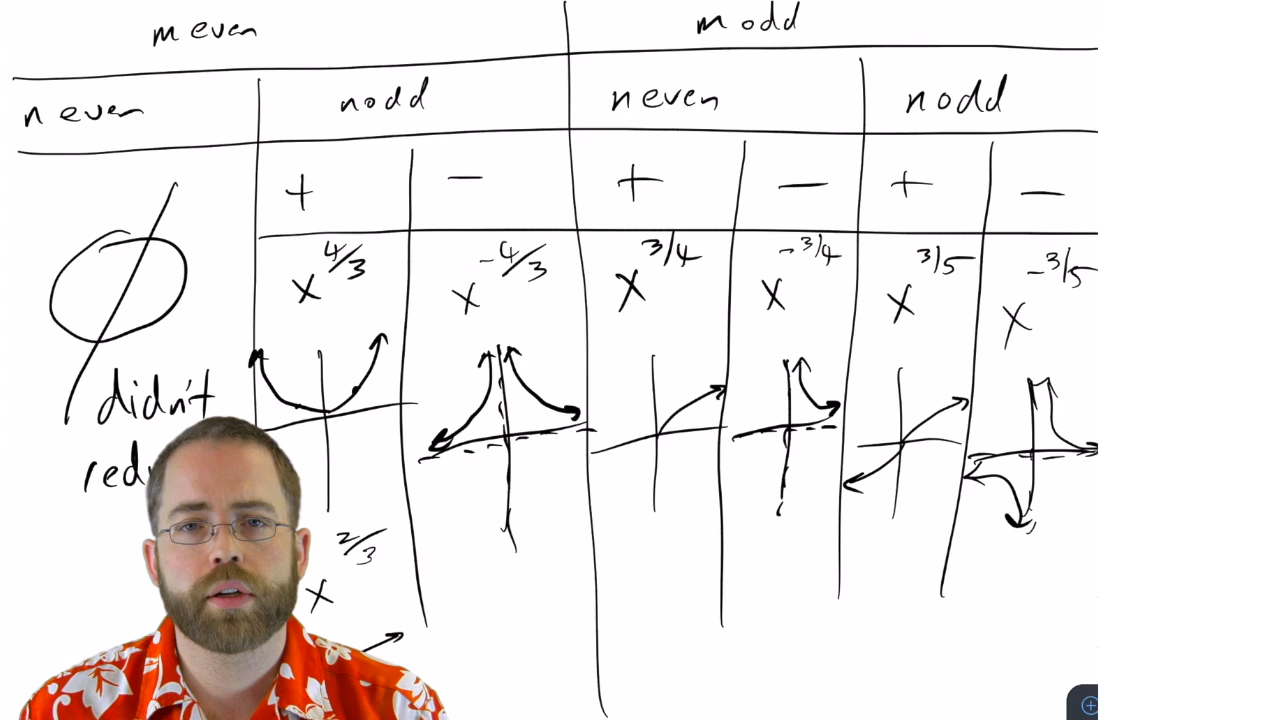 m even m odd
n even n odd n even n odd
+ - + - + -
x^4/3 x^-4/3 x^3/4 x^-3/4 x^3/5 x^-3/5
∅
didn't
x^2/3